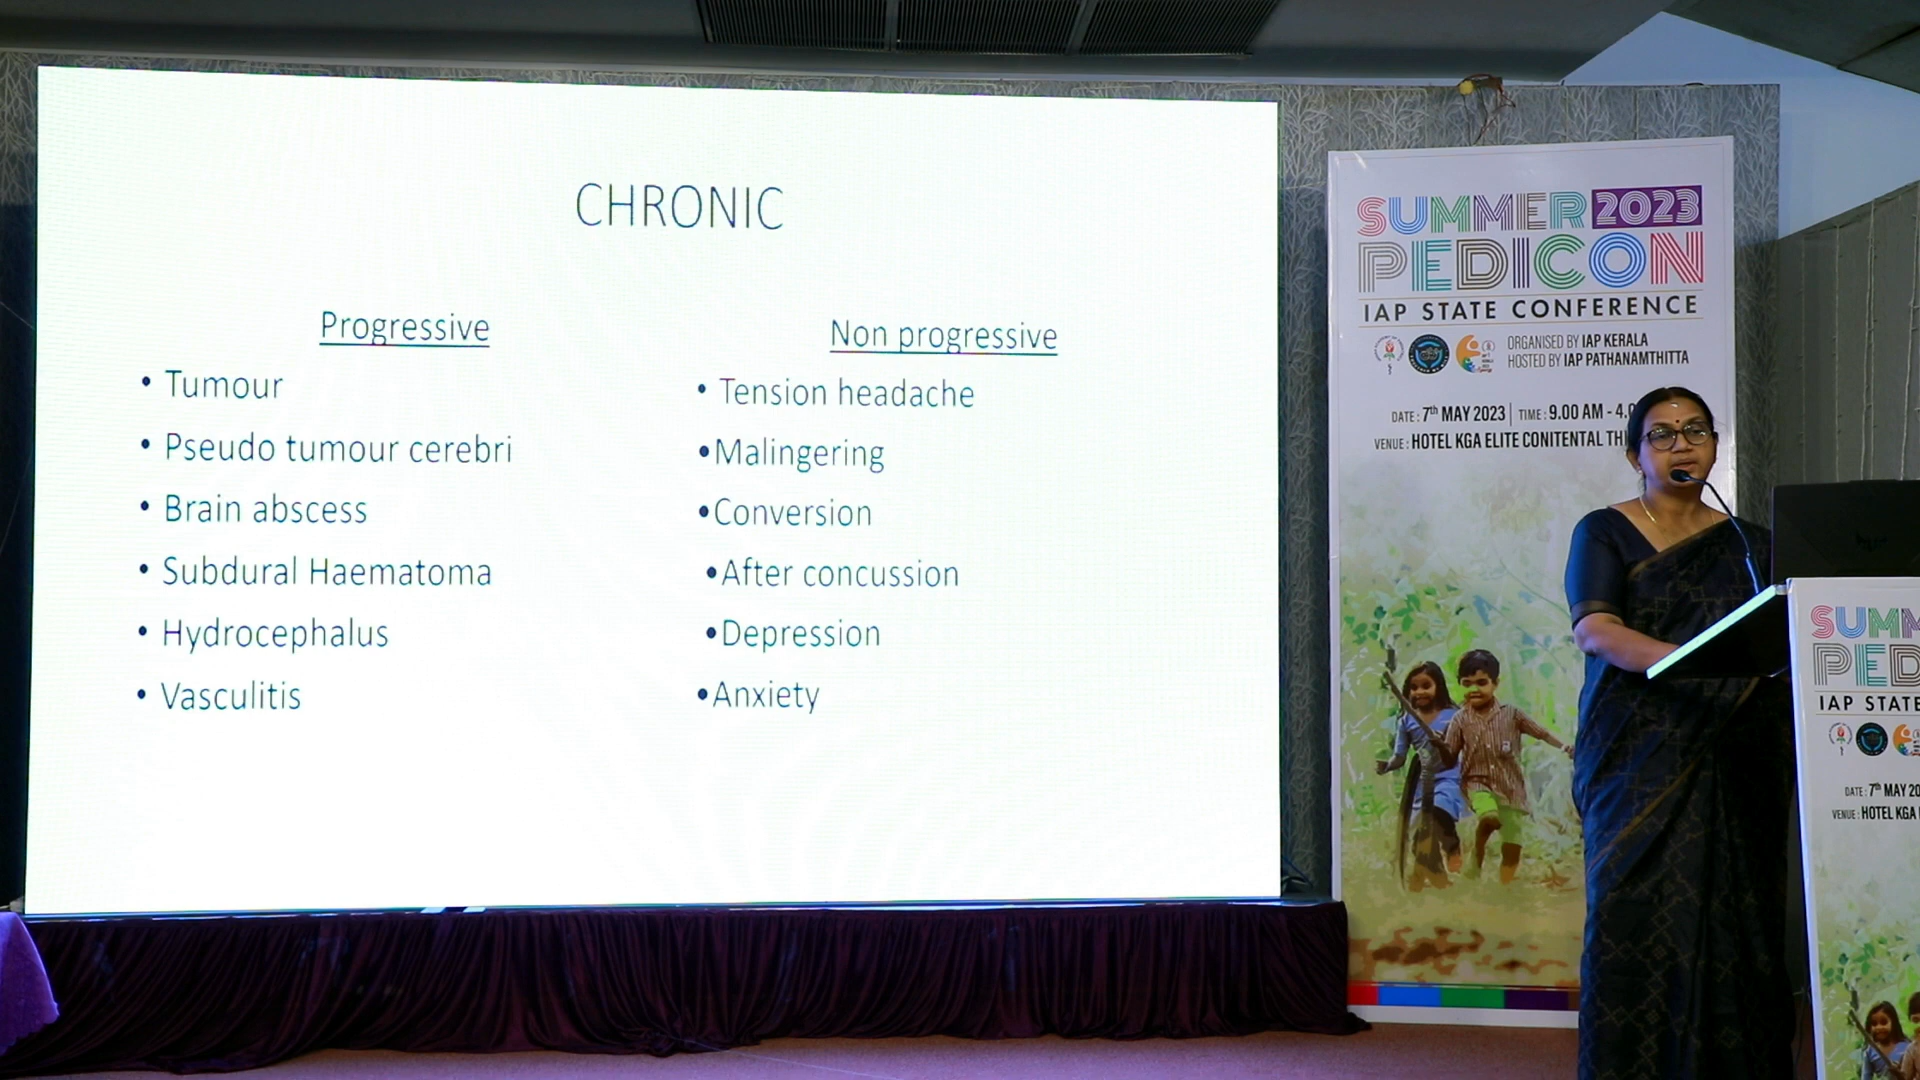 CHRONIC
Progressive
• Tumour
• Pseudo tumour cerebri
• Brain abscess
• Subdural Haematoma
• Hydrocephalus
• Vasculitis
Non progressive
• Tension headache
•Malingering
•Conversion
•After concussion
•Depression
•Anxiety
SUMMER 2023
PEDICON
IAP STATE CONFERENCE
ORGANISED BY IAP KERALA
HOSTED BY IAP PATHANAMTHITTA
DATE : 7th MAY 2023 | TIME : 9.00 AM - 4.0
VENUE : HOTEL KGA ELITE CONITENTAL
SUMM
PED
IAP STATE
DATE : 7th MAY 20
VENUE : HOTEL KGA